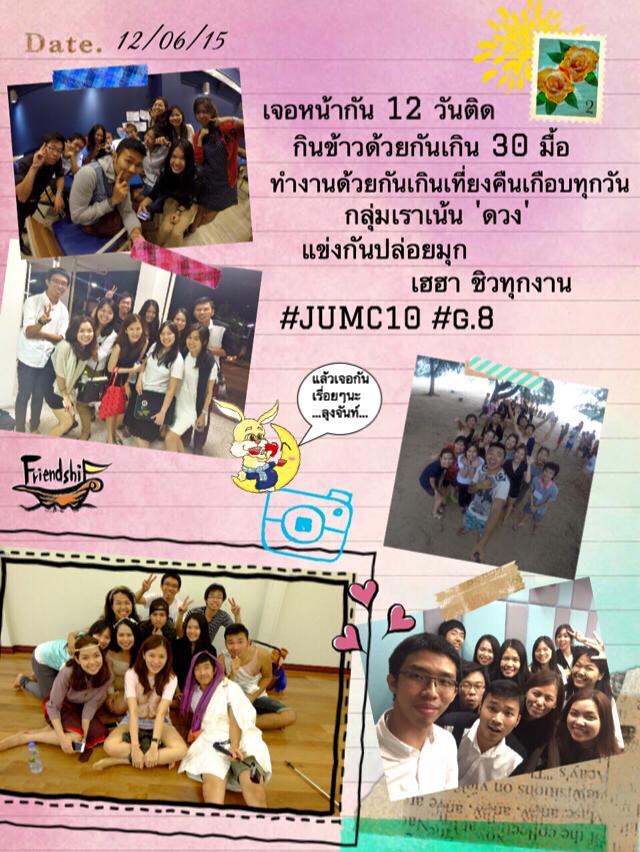 Date. 12/06/15
2
เจอหน้ากัน 12 วันติด
กินข้าวด้วยกันเกิน 30 มื้อ
ทำงานด้วยกันเกินเที่ยงคืนเกือบทุกวัน
กลุ่มเราเน้น 'ดวง'
แข่งกันปล่อยมุก
เฮฮา ชิวทุกงาน
#JUMC10 #G.8
แล้วเจอกัน
เรื่อยๆนะ
...ลุงจันท์...
Friendship